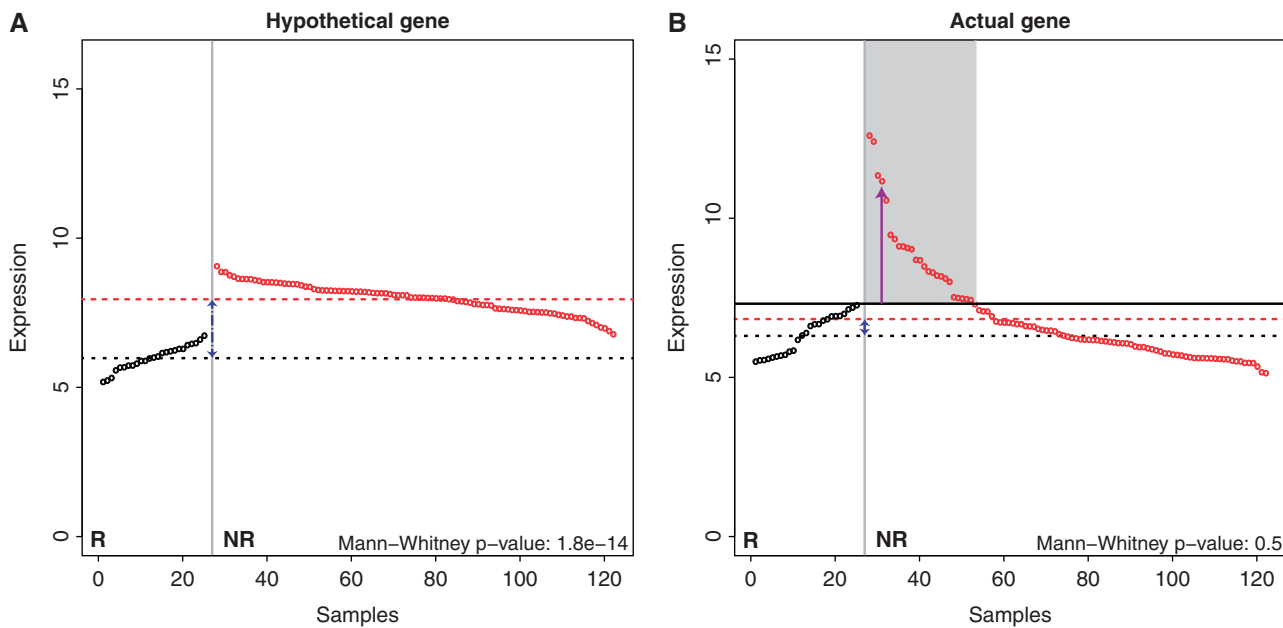 A
Hypothetical gene
Expression
15
10
5
0
R
NR
Mann−Whitney p−value: 1.8e−14
0 20 40 60 80 100 120
Samples
B
Actual gene
Expression
15
10
5
0
R
NR
Mann−Whitney p−value: 0.5
0 20 40 60 80 100 120
Samples